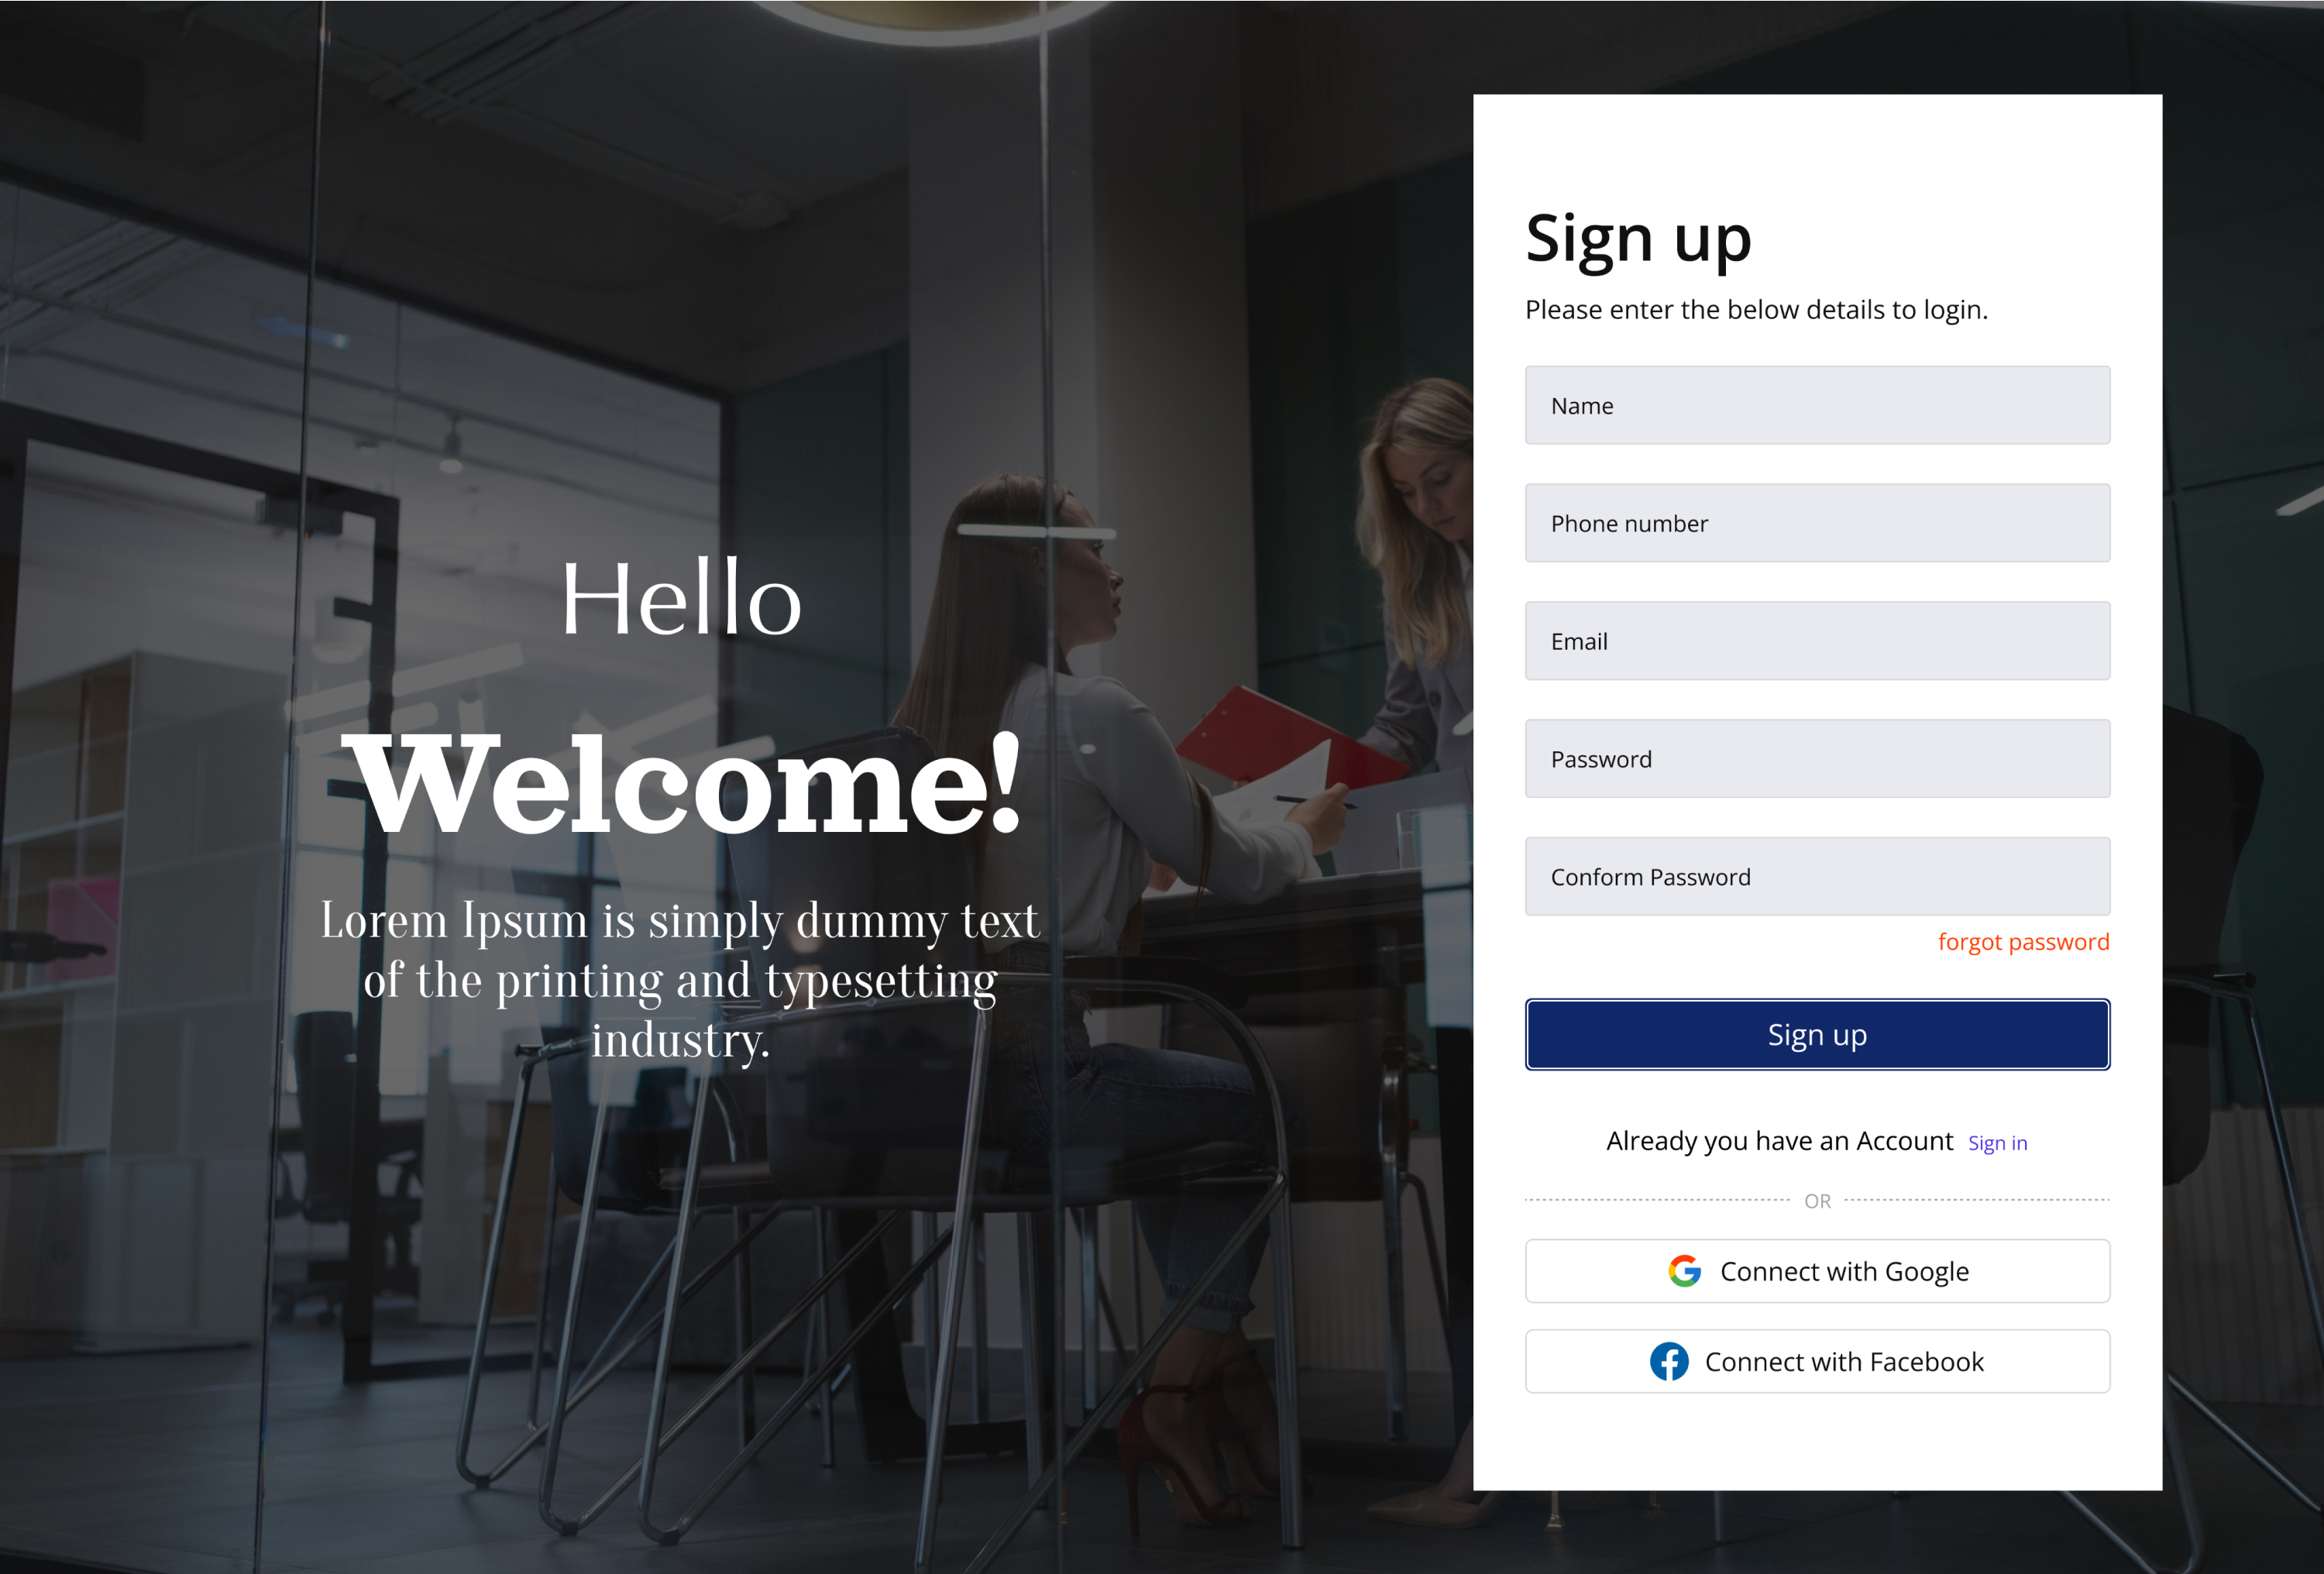 Hello
Welcome!
Lorem Ipsum is simply dummy text
of the printing and typesetting
industry.
Sign up
Please enter the below details to login.
Name
Phone number
Email
Password
Conform Password
forgot password
Sign up
Already you have an Account Sign in
OR
Connect with Google
Connect with Facebook